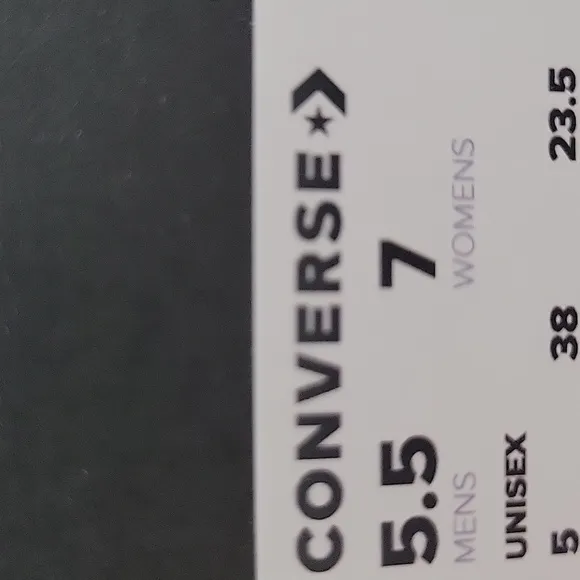 CONVERSE
5.5 7
MENS WOMENS
UNISEX
5 38 23.5